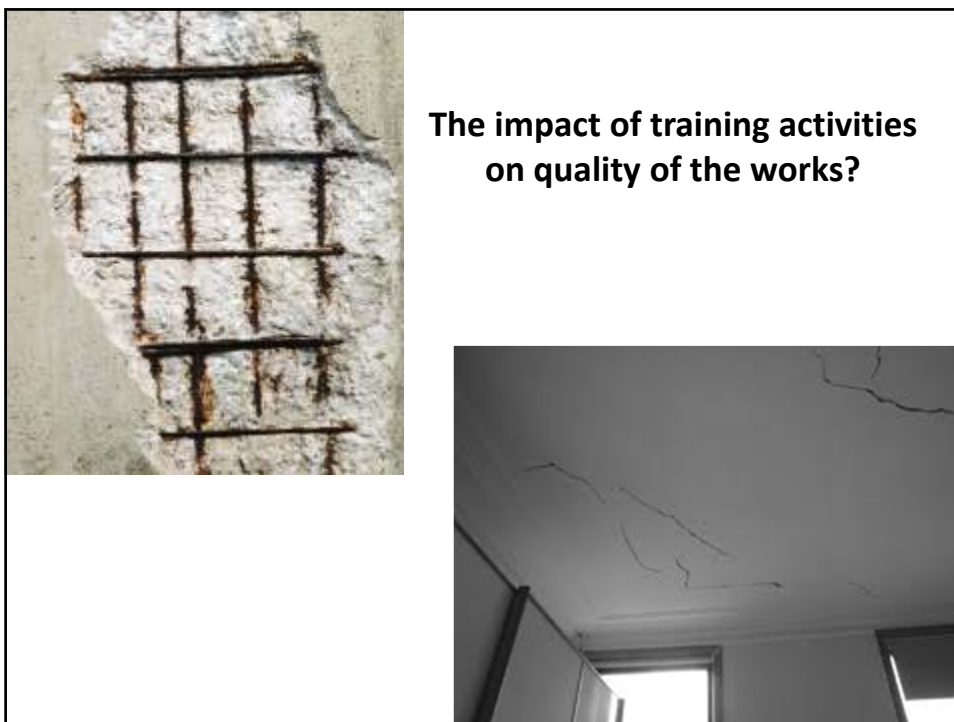 The impact of training activities
on quality of the works?